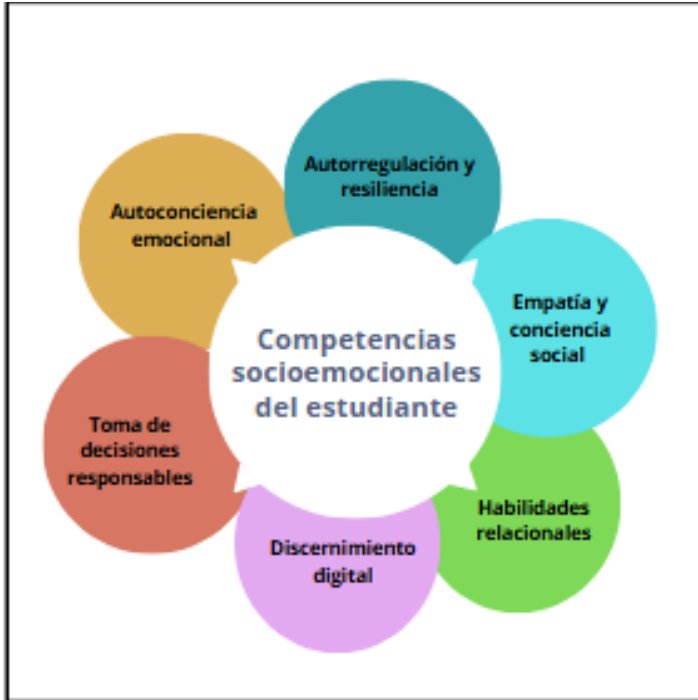 Autorregulación y
resiliencia
Autoconciencia
emocional
Empatía y
conciencia
social
Competencias
socioemocionales
del estudiante
Toma de
decisiones
responsables
Habilidades
relacionales
Discernimiento
digital